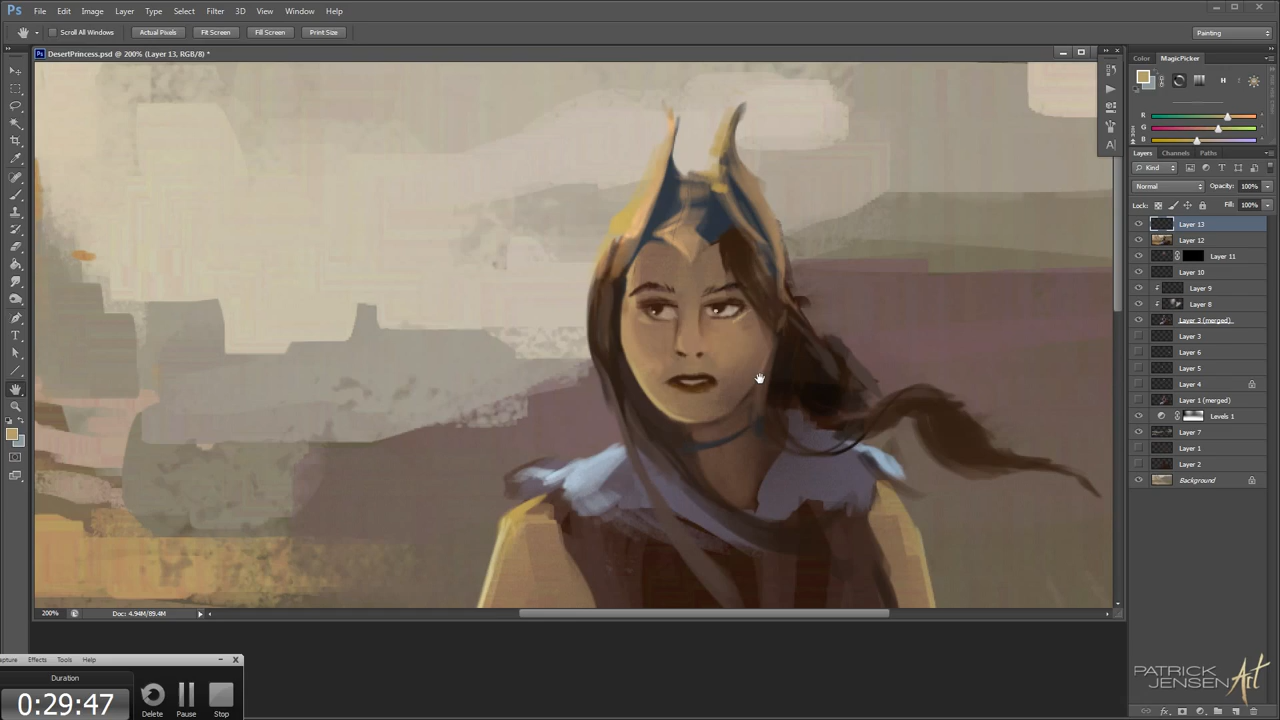 Ps File Edit Image Layer Type Select Filter 3D View Window Help
Scroll All Windows Actual Pixels Fit Screen Fill Screen Print Size Painting
DesertPrincess.psd @ 200% (Layer 13, RGB/8) *
Color MagicPicker
H
R
G
B
Layers Channels Paths
Kind
Normal Opacity: 100%
Lock: Fill: 100%
Layer 13
Layer 12
Layer 11
Layer 10
Layer 9
Layer 8
Layer 3 (merged)
Layer 3
Layer 6
Layer 5
Layer 4
Layer 1 (merged)
Levels 1
Layer 7
Layer 1
Layer 2
Background
200% Doc: 4.94M/89.4M
apture Effects Tools Help
Duration
0:29:47
Delete Pause Stop
PATRICK
JENSEN Art